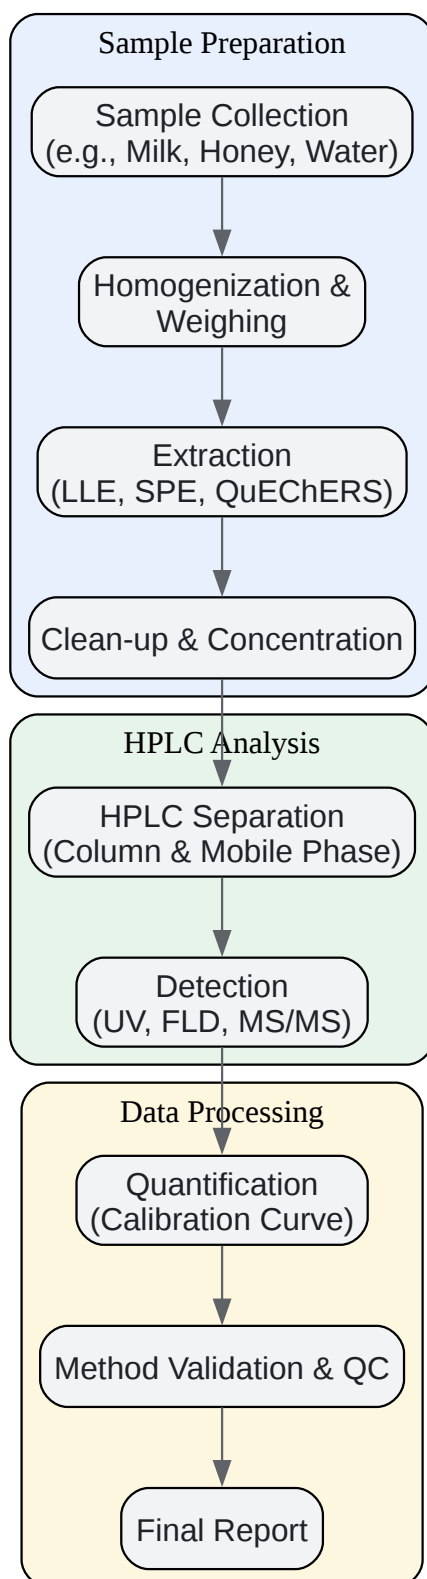 Sample Preparation
Sample Collection
(e.g., Milk, Honey, Water)
Homogenization &
Weighing
Extraction
(LLE, SPE, QuEChERS)
Clean-up & Concentration
HPLC Analysis
HPLC Separation
(Column & Mobile Phase)
Detection
(UV, FLD, MS/MS)
Data Processing
Quantification
(Calibration Curve)
Method Validation & QC
Final Report